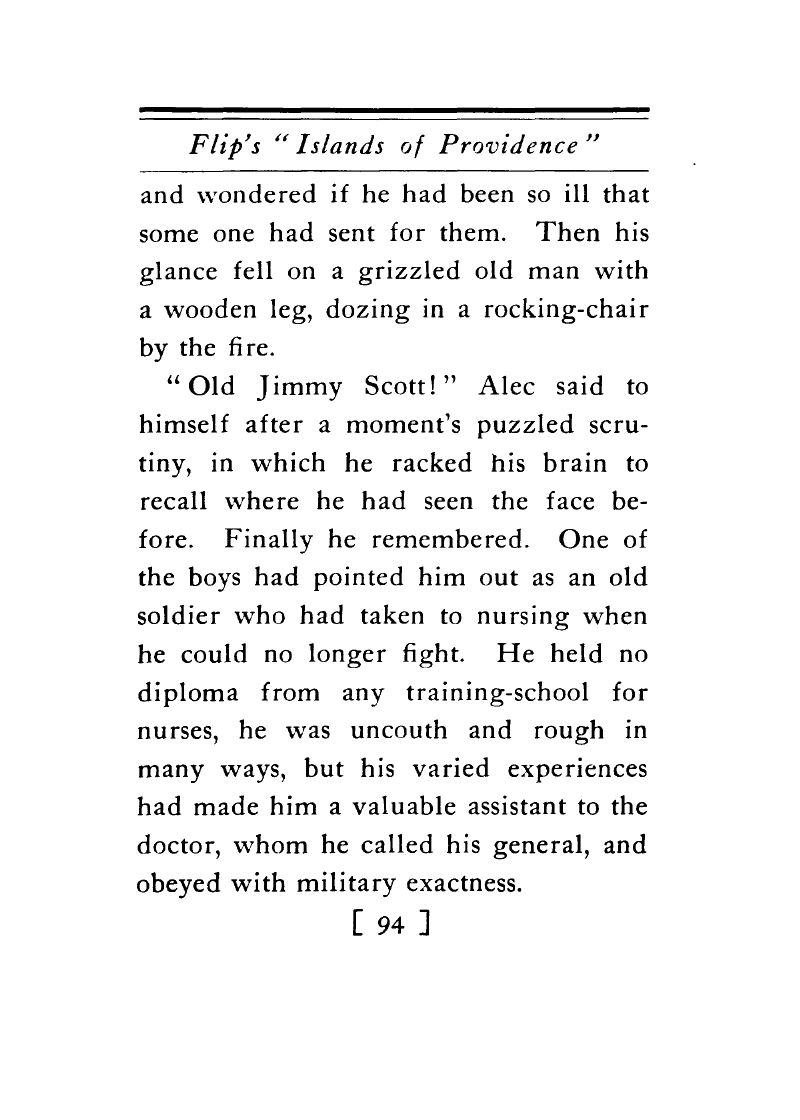 Flip's "Islands of Providence"
and wondered if he had been so ill that
some one had sent for them. Then his
glance fell on a grizzled old man with
a wooden leg, dozing in a rocking-chair
by the fire.
"Old Jimmy Scott!" Alec said to
himself after a moment's puzzled scru-
tiny, in which he racked his brain to
recall where he had seen the face be-
fore. Finally he remembered. One of
the boys had pointed him out as an old
soldier who had taken to nursing when
he could no longer fight. He held no
diploma from any training-school for
nurses, he was uncouth and rough in
many ways, but his varied experiences
had made him a valuable assistant to the
doctor, whom he called his general, and
obeyed with military exactness.
[ 94 ]